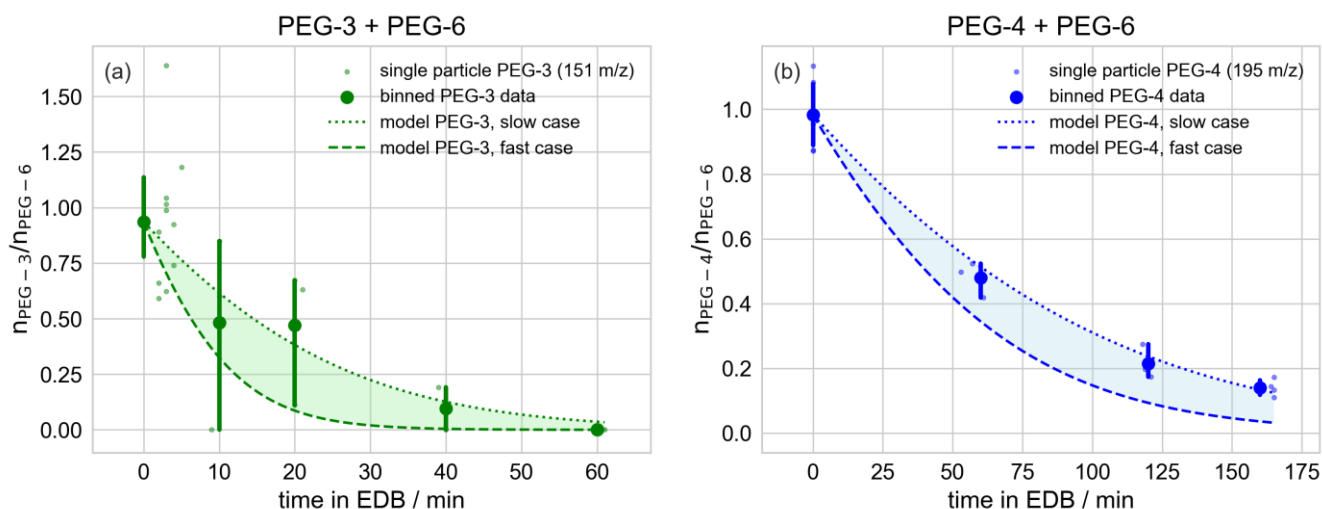 PEG-3 + PEG-6
(a)
single particle PEG-3 (151 m/z)
binned PEG-3 data
model PEG-3, slow case
model PEG-3, fast case
n_PEG−3/n_PEG−6
1.50
1.25
1.00
0.75
0.50
0.25
0.00
0 10 20 30 40 50 60
time in EDB / min
PEG-4 + PEG-6
(b)
single particle PEG-4 (195 m/z)
binned PEG-4 data
model PEG-4, slow case
model PEG-4, fast case
n_PEG−4/n_PEG−6
1.0
0.8
0.6
0.4
0.2
0.0
0 25 50 75 100 125 150 175
time in EDB / min